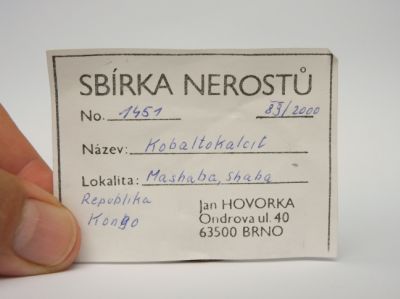 SBÍRKA NEROSTŮ
No. 1451 /2000
Název: Kobaltokalcit
Lokalita: Mashaba, Shaba
Republika
Kongo
Jan HOVORKA
Ondrova ul. 40
63500 BRNO